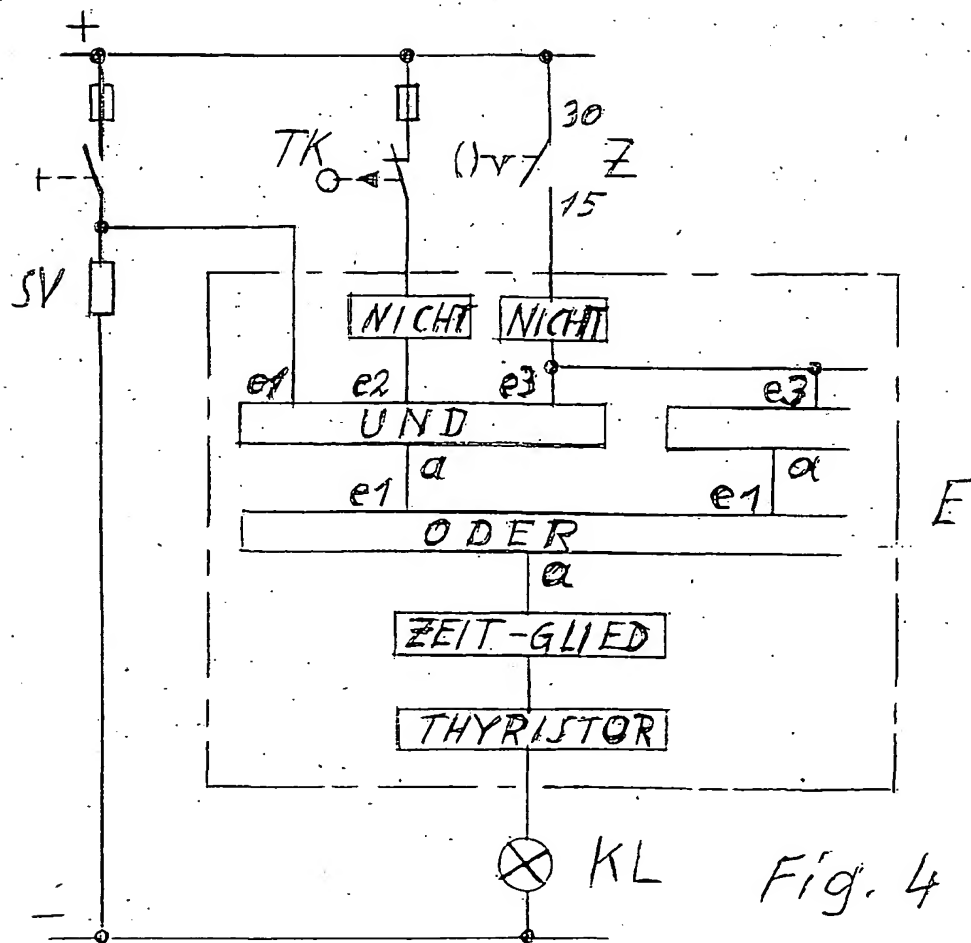 +
30
TK
Z
15
SV
NICHT NICHT
e1 e2 e3 e3
UND
a a
e1 e1
E
ODER
a
ZEIT-GLIED
THYRISTOR
KL
Fig. 4
−